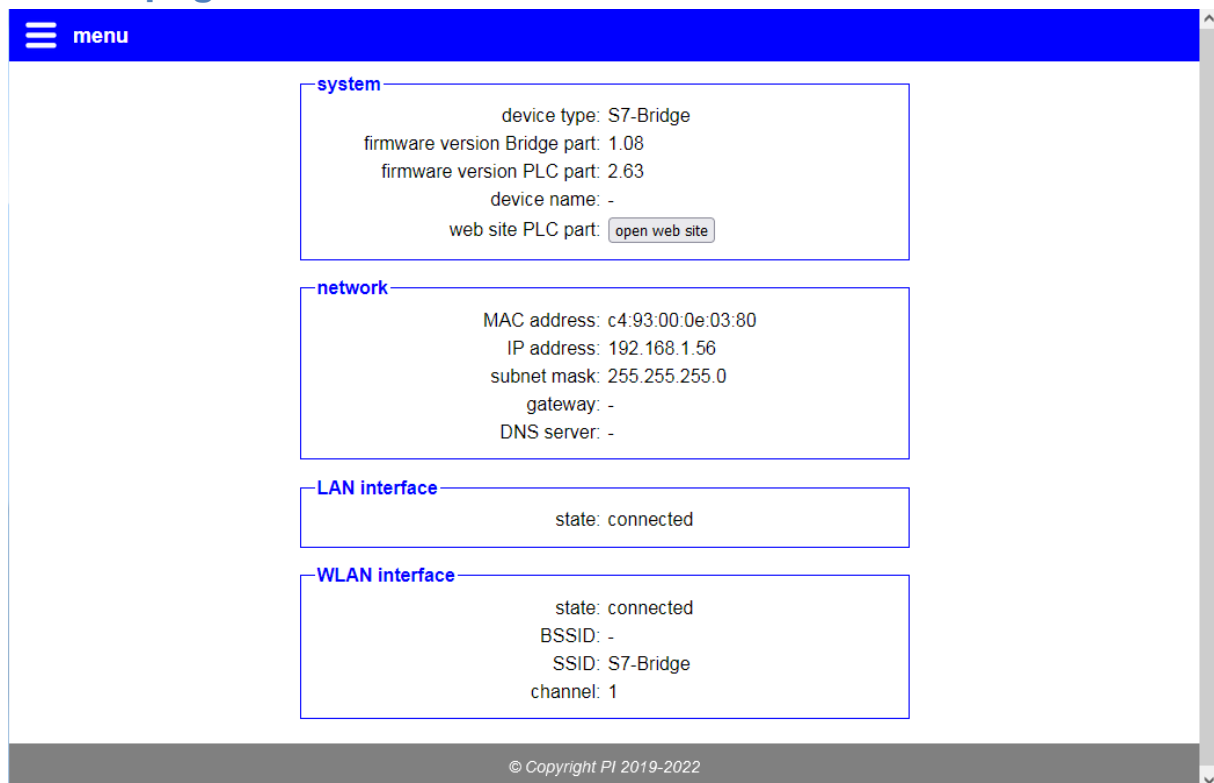 menu
system
device type: S7-Bridge
firmware version Bridge part: 1.08
firmware version PLC part: 2.63
device name: -
web site PLC part: open web site
network
MAC address: c4:93:00:0e:03:80
IP address: 192.168.1.56
subnet mask: 255.255.255.0
gateway: -
DNS server: -
LAN interface
state: connected
WLAN interface
state: connected
BSSID: -
SSID: S7-Bridge
channel: 1
© Copyright PI 2019-2022